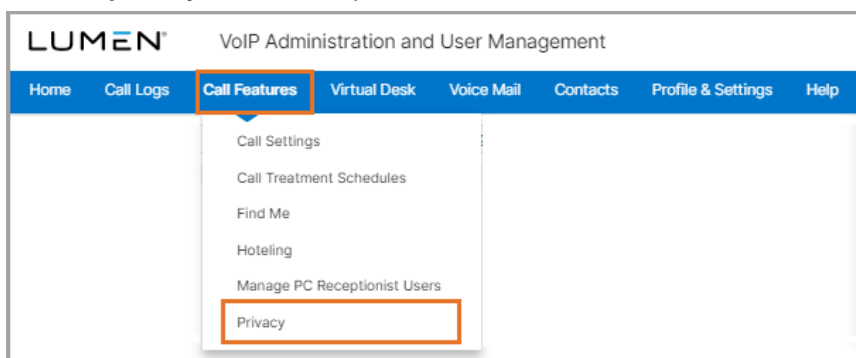 LUMEN® VoIP Administration and User Management
Home Call Logs Call Features Virtual Desk Voice Mail Contacts Profile & Settings Help
Call Settings
Call Treatment Schedules
Find Me
Hoteling
Manage PC Receptionist Users
Privacy